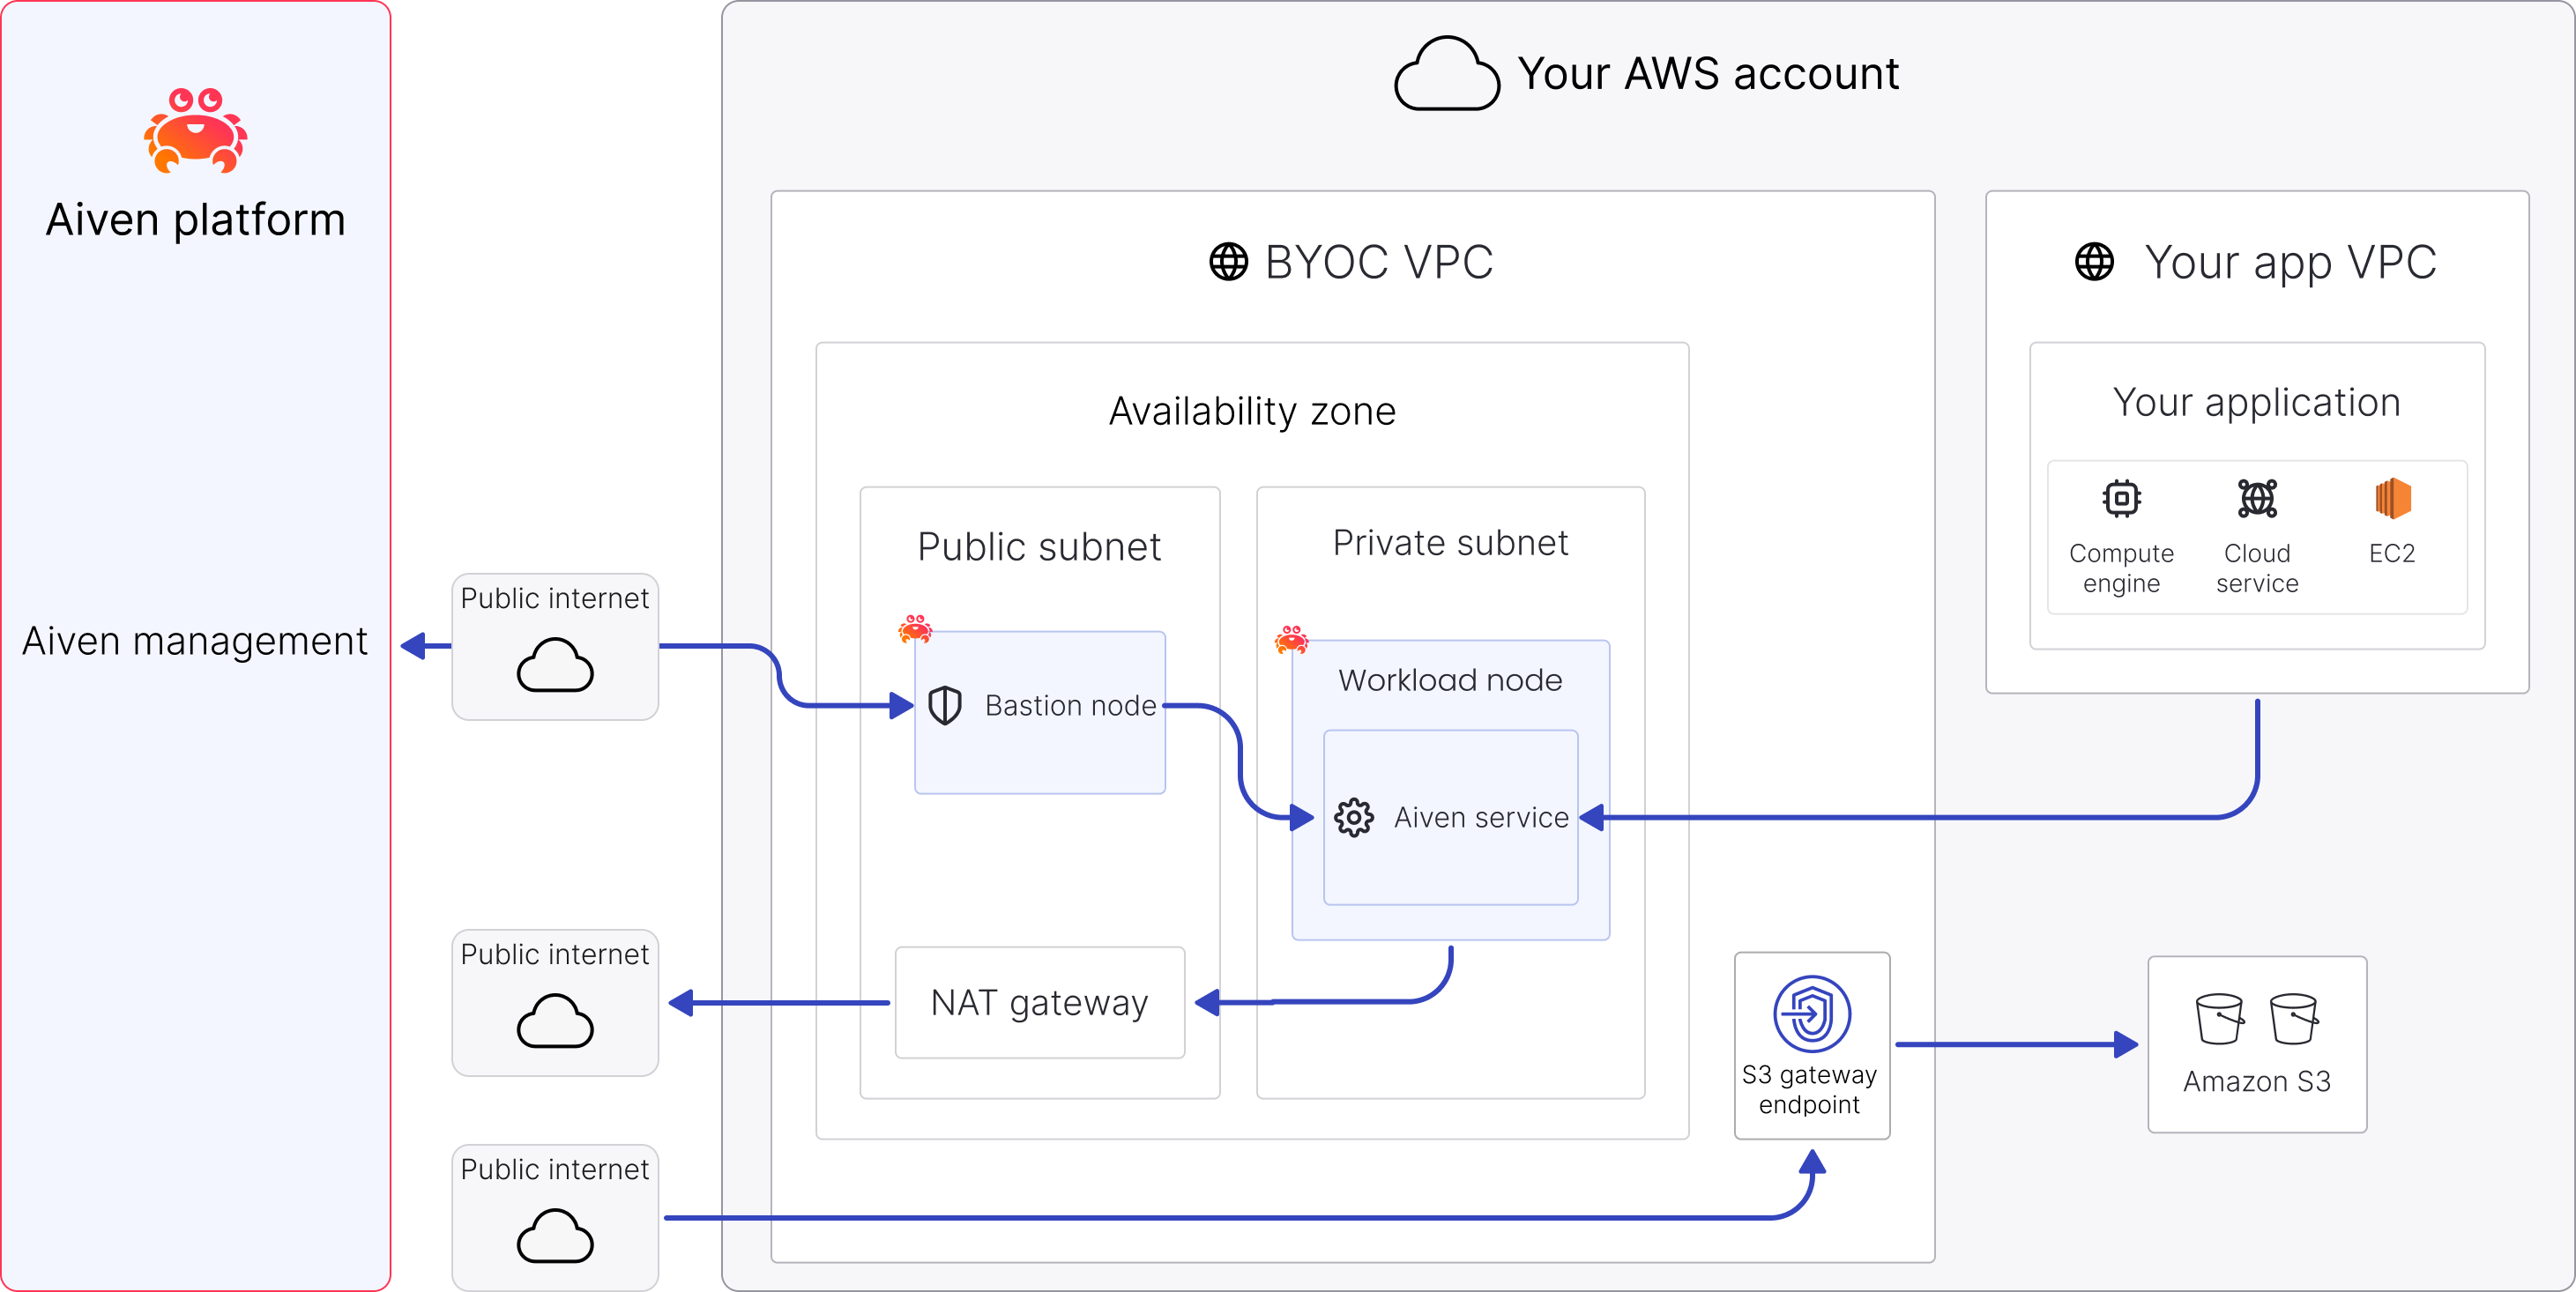 Aiven platform
Aiven management
Public internet
Public internet
Public internet
Your AWS account
BYOC VPC
Availability zone
Public subnet
Bastion node
NAT gateway
Private subnet
Workload node
Aiven service
S3 gateway
endpoint
Your app VPC
Your application
Compute
engine
Cloud
service
EC2
Amazon S3